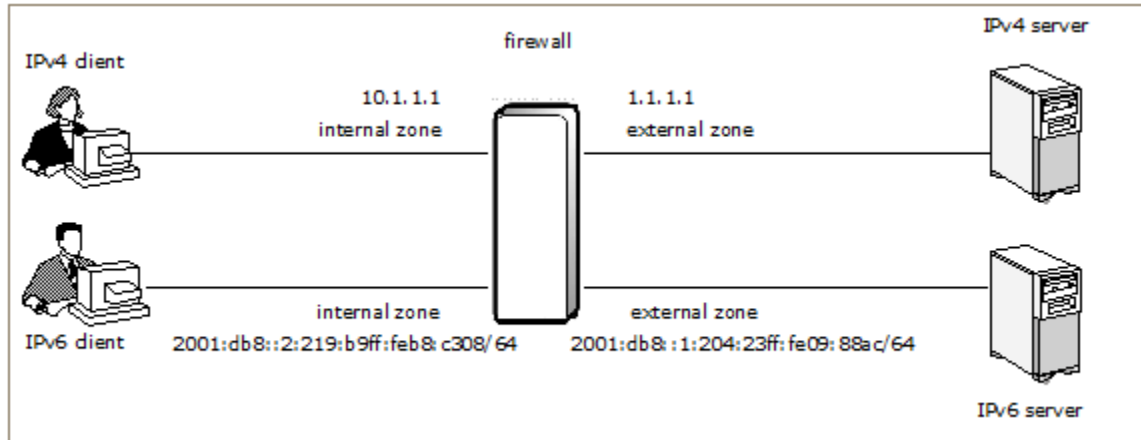 IPv4 server
firewall
IPv4 client
10.1.1.1
1.1.1.1
internal zone
external zone
internal zone
external zone
IPv6 client
2001:db8::2:219:b9ff:feb8:c308/64
2001:db8::1:204:23ff:fe09:88ac/64
IPv6 server